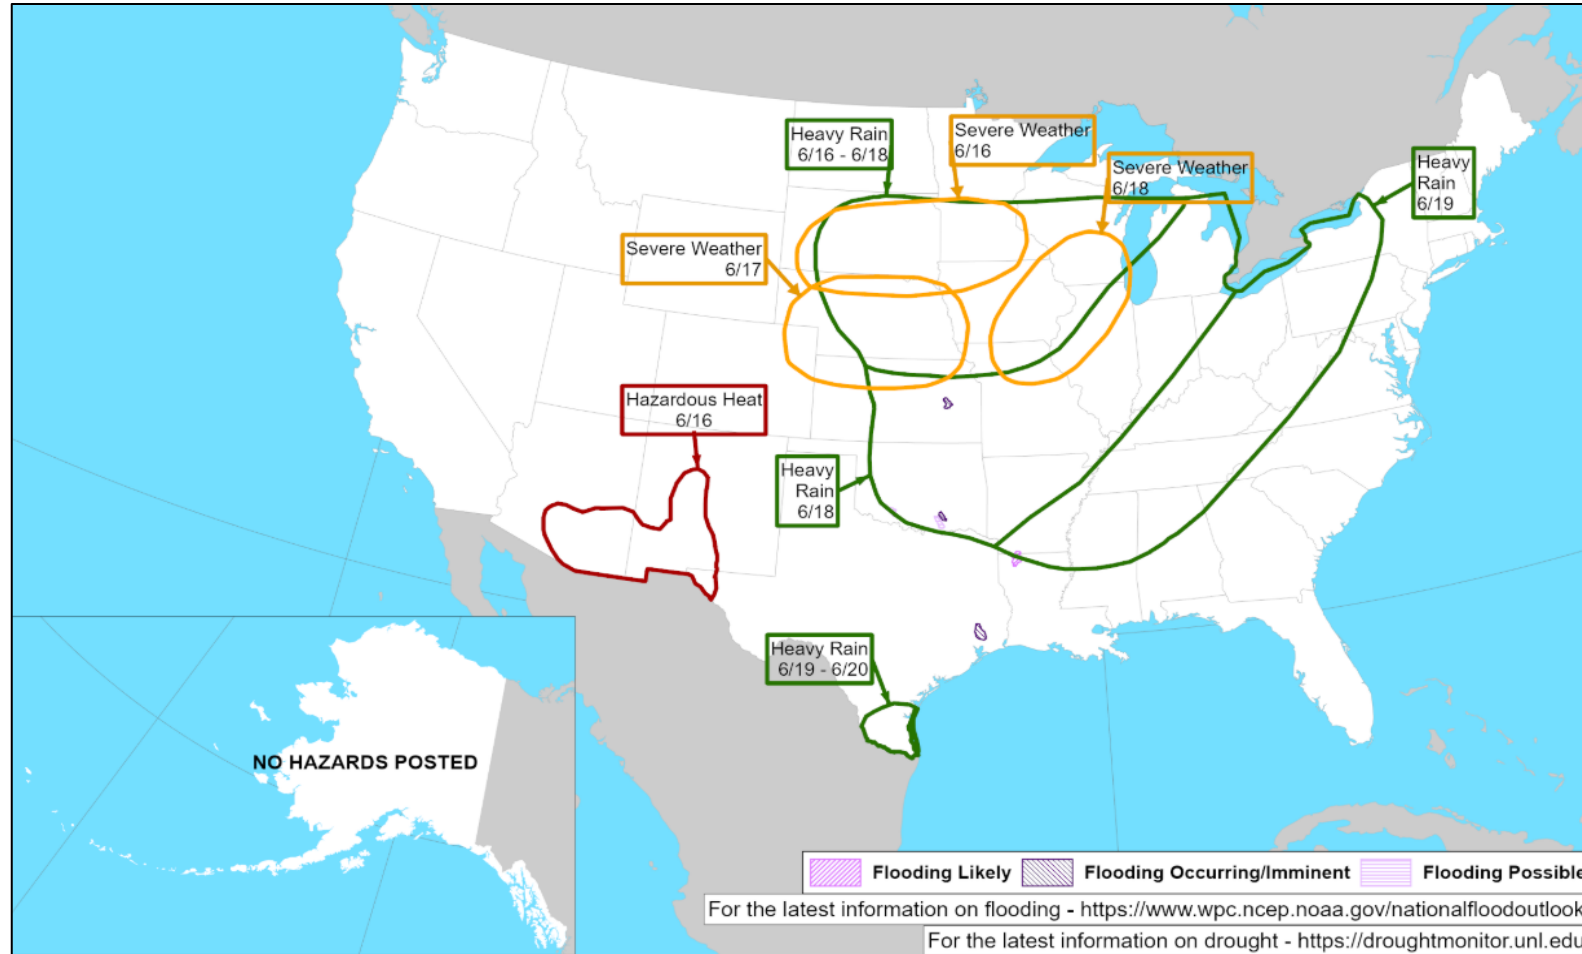 Heavy Rain
6/16 - 6/18
Severe Weather
6/16
Severe Weather
6/18
Heavy
Rain
6/19
Severe Weather
6/17
Hazardous Heat
6/16
Heavy
Rain
6/18
Heavy Rain
6/19 - 6/20
NO HAZARDS POSTED
Flooding Likely
Flooding Occurring/Imminent
Flooding Possible
For the latest information on flooding - https://www.wpc.ncep.noaa.gov/nationalfloodoutlook
For the latest information on drought - https://droughtmonitor.unl.edu